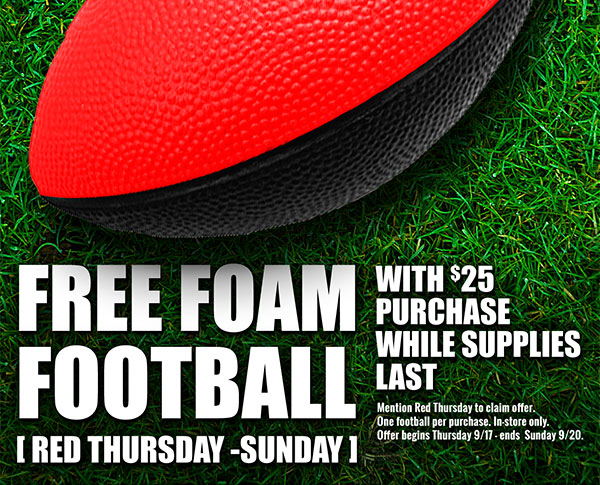 FREE FOAM
FOOTBALL
[ RED THURSDAY -SUNDAY ]
WITH $25
PURCHASE
WHILE SUPPLIES
LAST
Mention Red Thursday to claim offer.
One football per purchase. In-store only.
Offer begins Thursday 9/17 - ends Sunday 9/20.